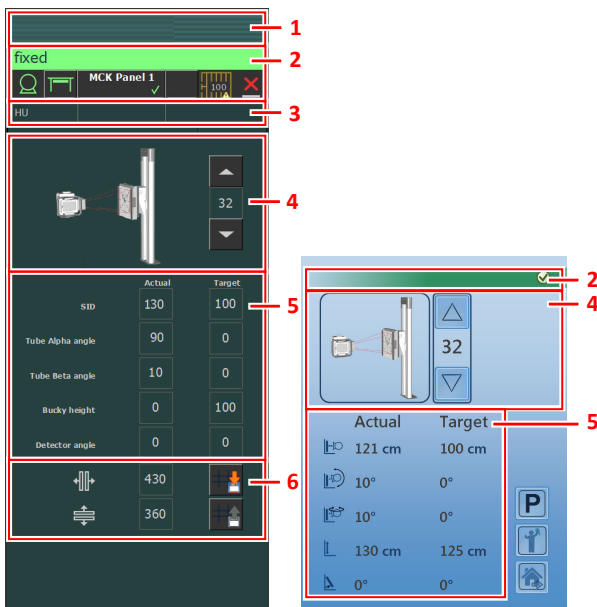 1
fixed
2
MCK Panel 1
100
HU
3
32
4
Actual Target
SID 130 100
5
Tube Alpha angle 90 0
Tube Beta angle 10 0
Bucky height 0 100
Detector angle 0 0
430
6
360
2
4
32
Actual Target
5
121 cm 100 cm
10° 0°
10° 0°
130 cm 125 cm
0° 0°
P